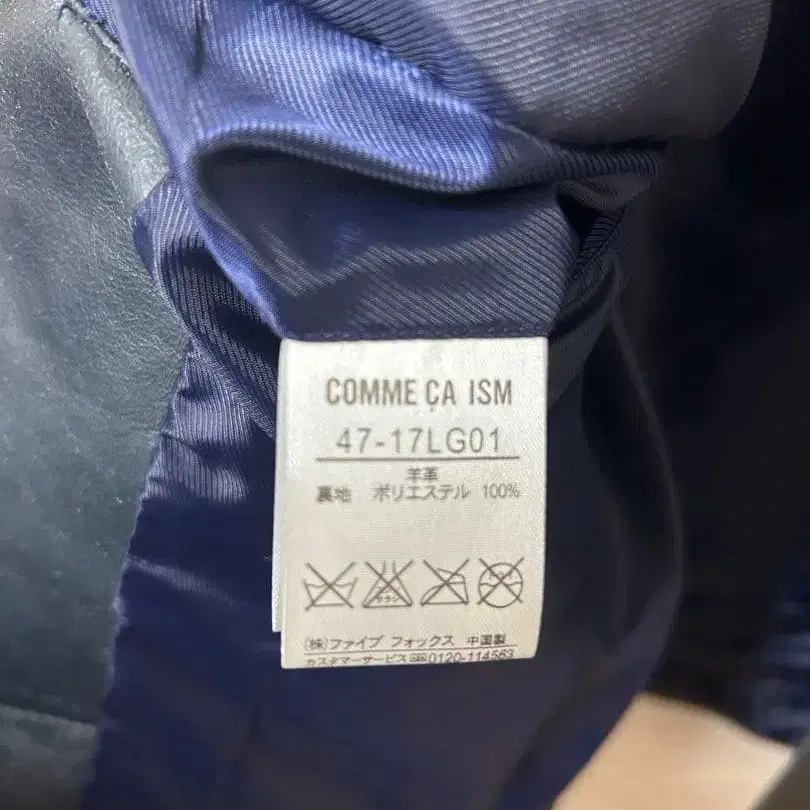 COMME ÇA ISM
47-17LG01
羊革
裏地 ポリエステル 100%
(株)ファイブ フォックス 中国製
カスタマーサービス 0120-114563